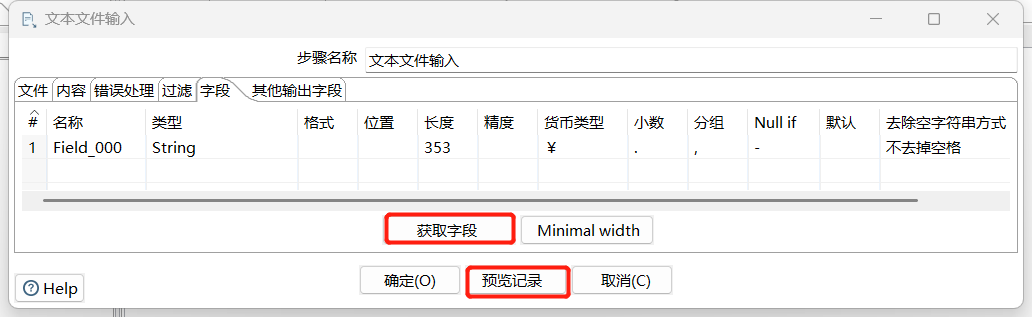 文本文件输入
步骤名称 文本文件输入
文件 内容 错误处理 过滤 字段 其他输出字段
# 名称 类型 格式 位置 长度 精度 货币类型 小数 分组 Null if 默认 去除空字符串方式
1 Field_000 String 353 ¥ . , - 不去掉空格
获取字段 Minimal width
Help 确定(O) 预览记录 取消(C)